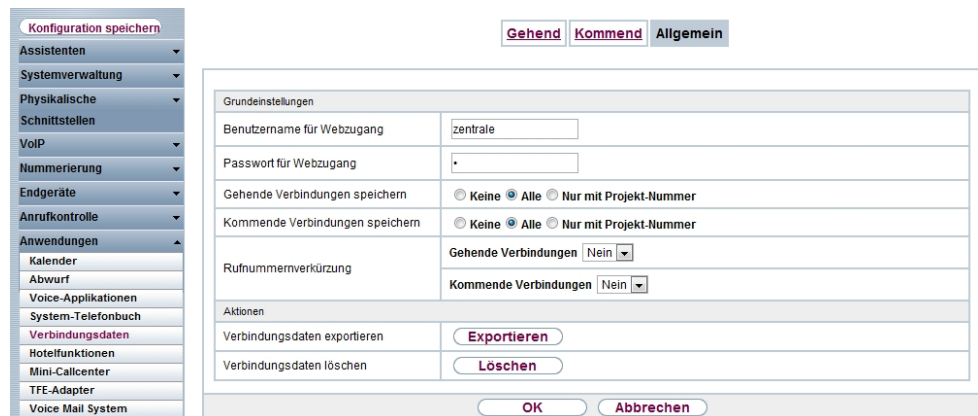 Konfiguration speichern
Assistenten
Systemverwaltung
Physikalische
Schnittstellen
VoIP
Nummerierung
Endgeräte
Anrufkontrolle
Anwendungen
Kalender
Abwurf
Voice-Applikationen
System-Telefonbuch
Verbindungsdaten
Hotelfunktionen
Mini-Callcenter
TFE-Adapter
Voice Mail System
Gehend Kommend Allgemein
Grundeinstellungen
Benutzername für Webzugang zentrale
Passwort für Webzugang •
Gehende Verbindungen speichern Keine Alle Nur mit Projekt-Nummer
Kommende Verbindungen speichern Keine Alle Nur mit Projekt-Nummer
Rufnummernverkürzung
Gehende Verbindungen Nein
Kommende Verbindungen Nein
Aktionen
Verbindungsdaten exportieren Exportieren
Verbindungsdaten löschen Löschen
OK Abbrechen